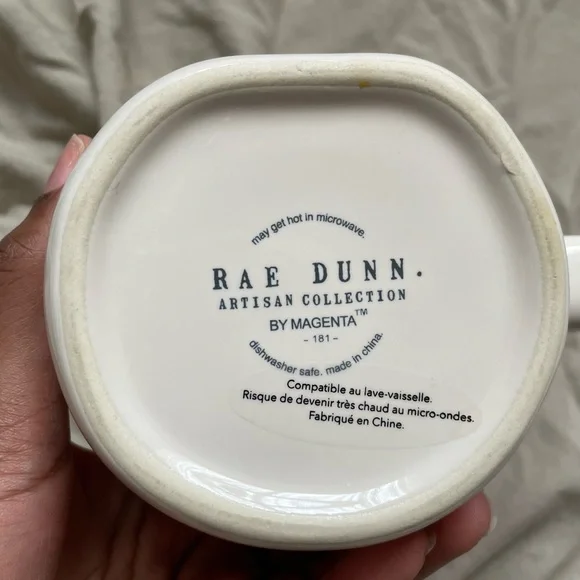 may get hot in microwave.
RAE DUNN.
ARTISAN COLLECTION
BY MAGENTA™
- 181 -
dishwasher safe. made in china.
Compatible au lave-vaisselle.
Risque de devenir très chaud au micro-ondes.
Fabriqué en Chine.